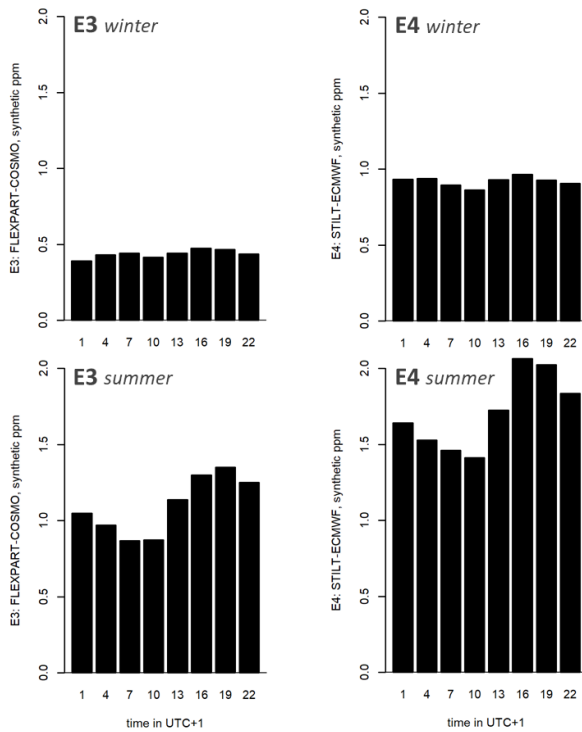 E3 winter
E3: FLEXPART-COSMO, synthetic ppm
0.0 0.5 1.0 1.5 2.0
1 4 7 10 13 16 19 22
E4 winter
E4: STILT-ECMWF, synthetic ppm
0.0 0.5 1.0 1.5 2.0
1 4 7 10 13 16 19 22
E3 summer
E3: FLEXPART-COSMO, synthetic ppm
0.0 0.5 1.0 1.5 2.0
1 4 7 10 13 16 19 22
time in UTC+1
E4 summer
E4: STILT-ECMWF, synthetic ppm
0.0 0.5 1.0 1.5 2.0
1 4 7 10 13 16 19 22
time in UTC+1